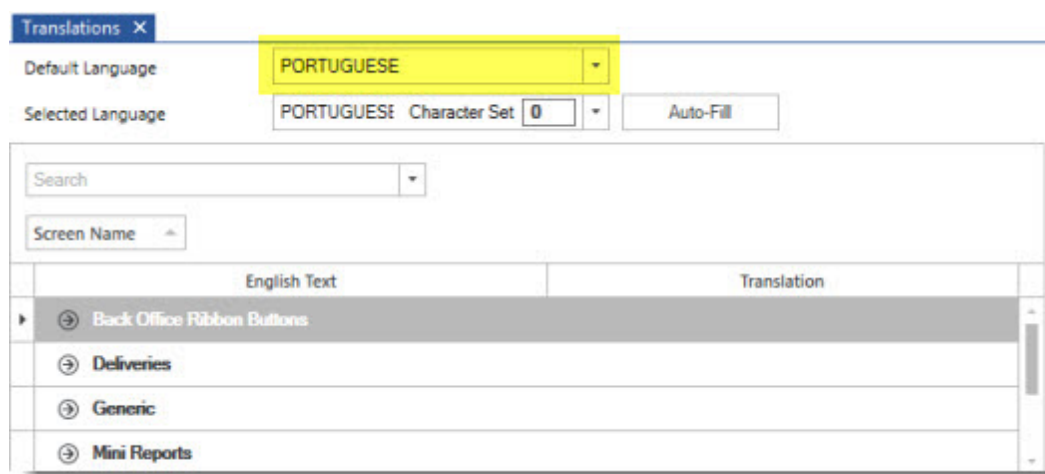 Translations X
Default Language PORTUGUESE
Selected Language PORTUGUESE Character Set 0 Auto-Fill
Search
Screen Name
English Text Translation
Back Office Ribbon Buttons
Deliveries
Generic
Mini Reports